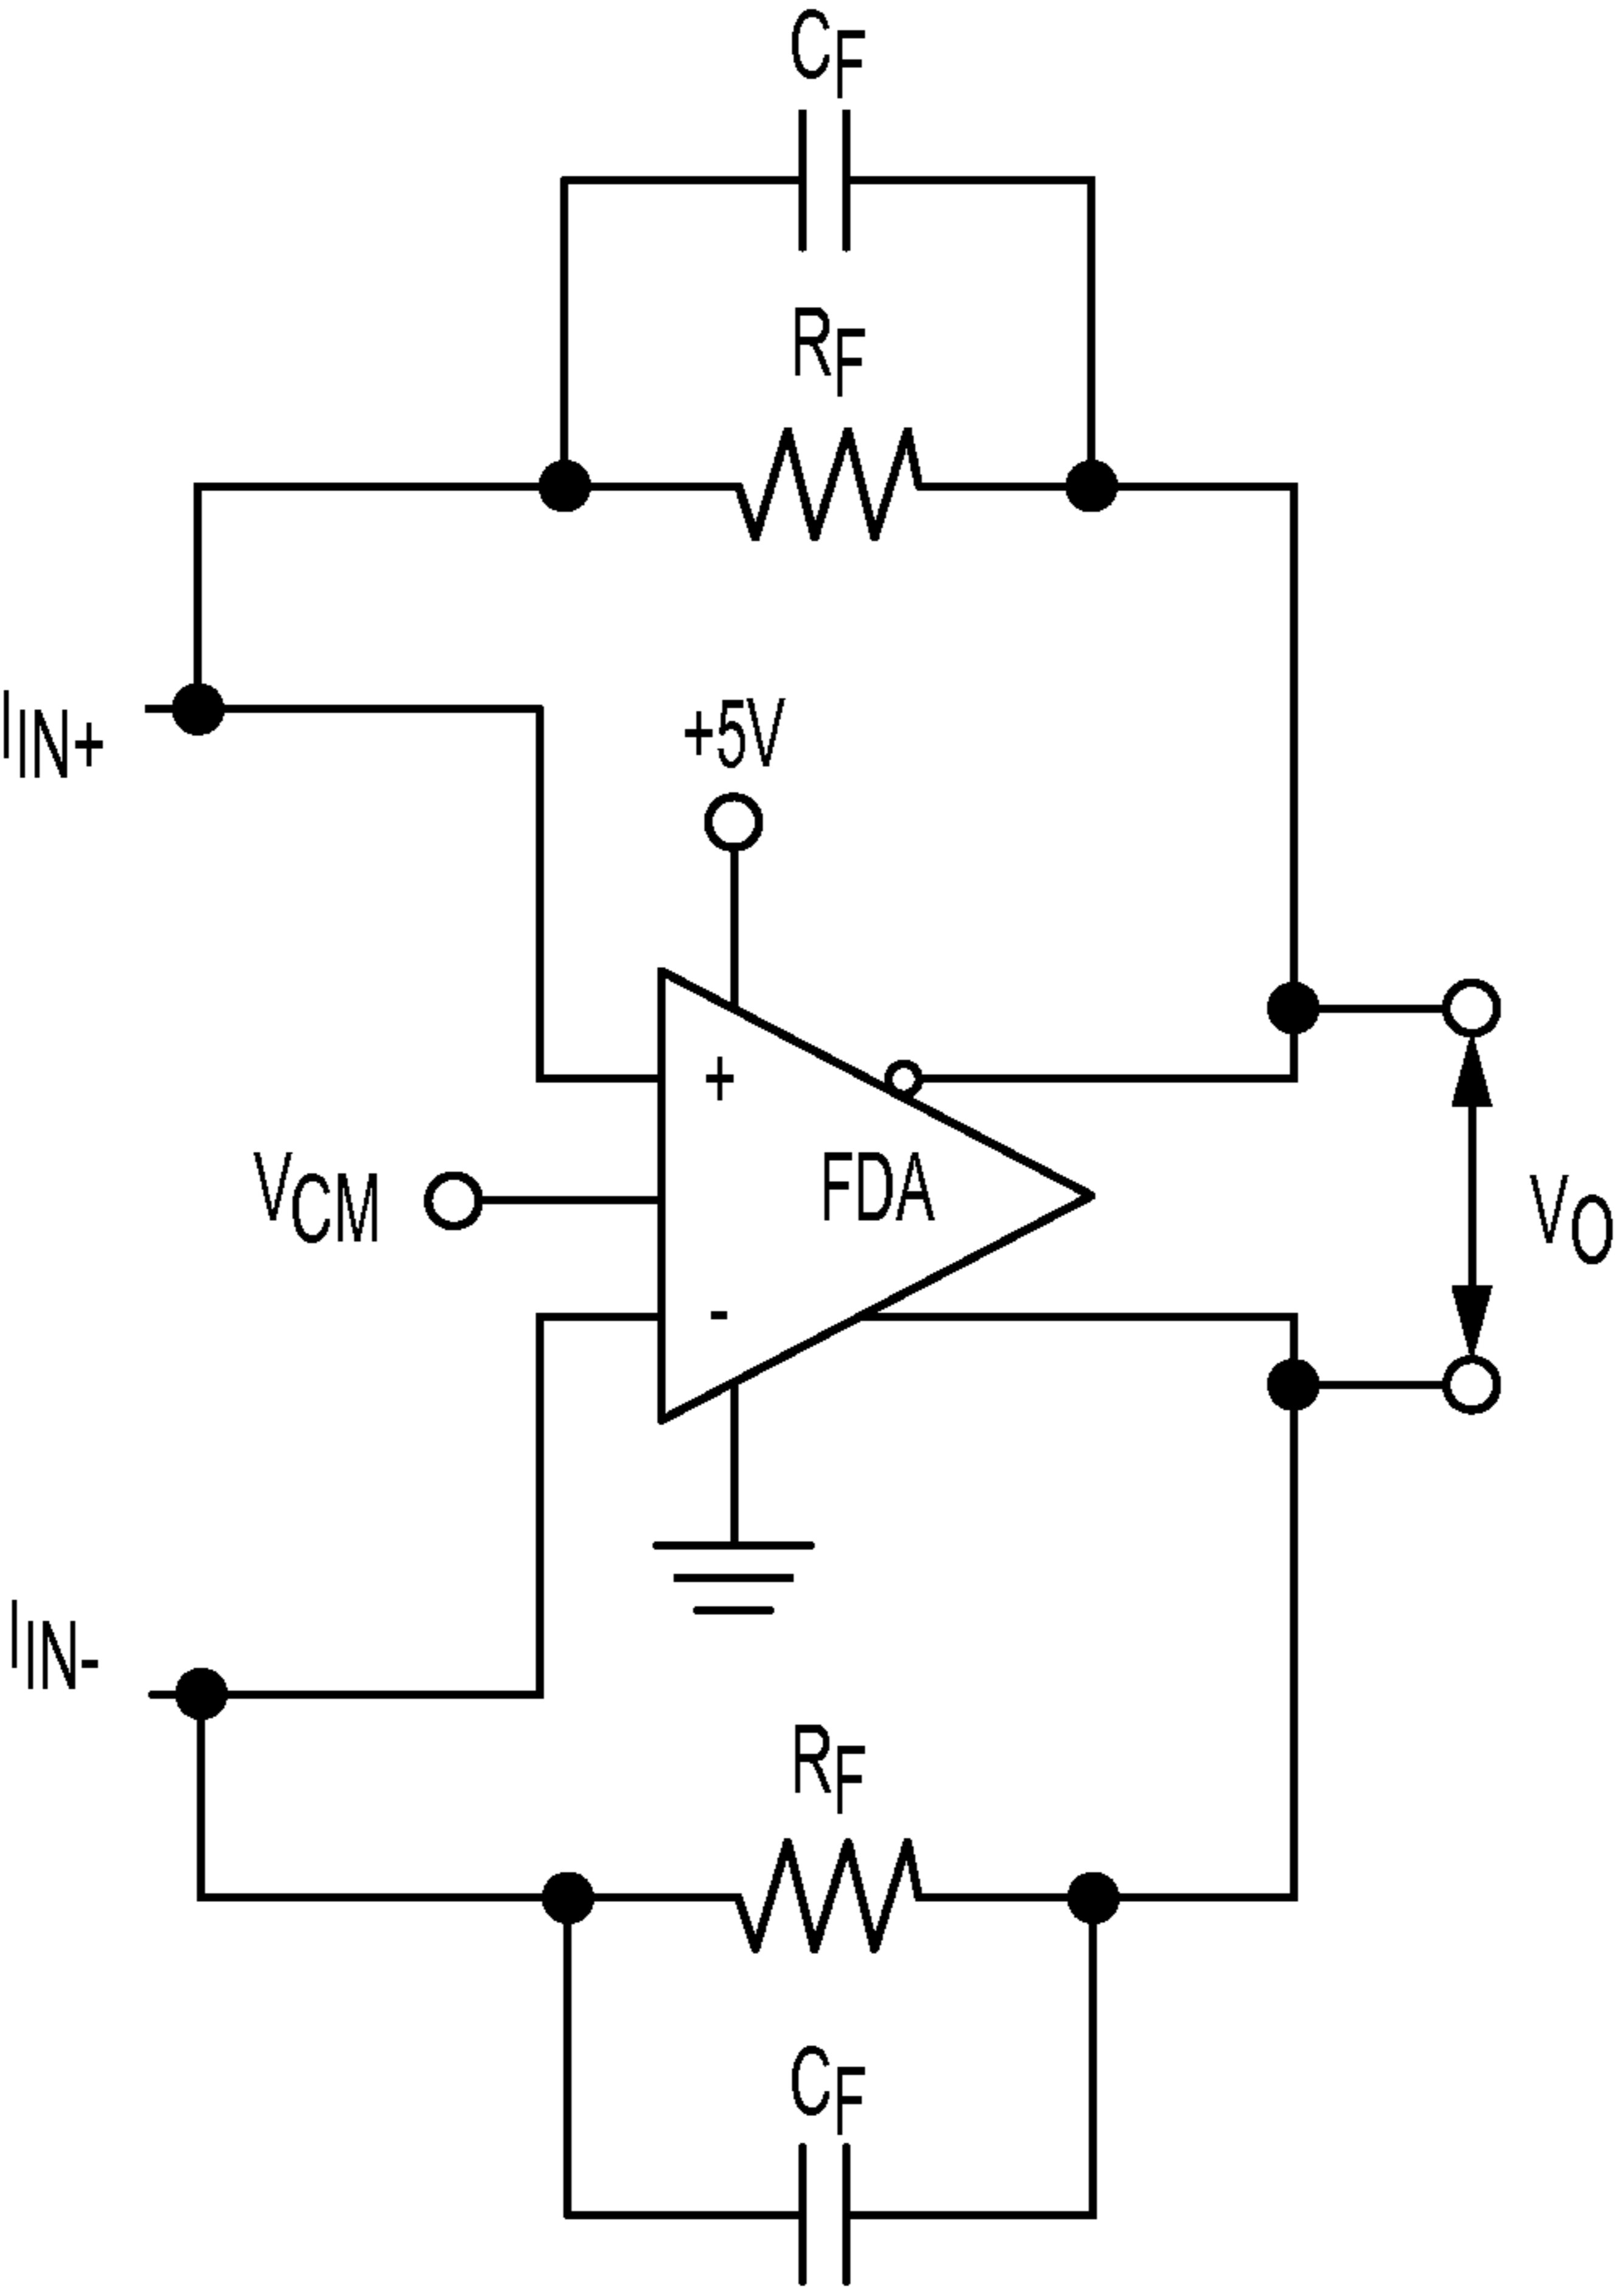 CF
RF
IIN+
+5V
+
VCM
FDA
VO
-
IIN-
RF
CF